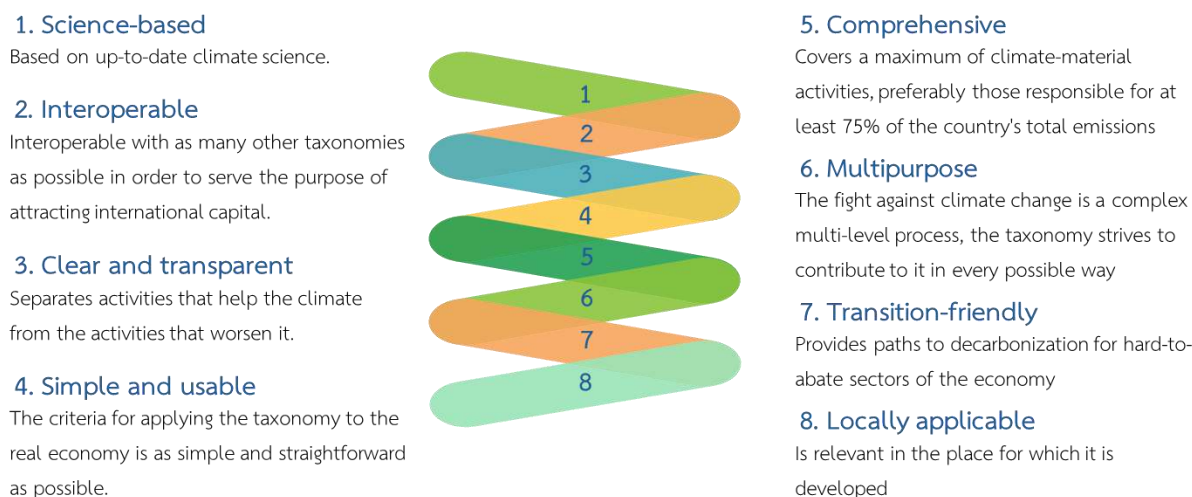 1. Science-based
Based on up-to-date climate science.
2. Interoperable
Interoperable with as many other taxonomies
as possible in order to serve the purpose of
attracting international capital.
3. Clear and transparent
Separates activities that help the climate
from the activities that worsen it.
4. Simple and usable
The criteria for applying the taxonomy to the
real economy is as simple and straightforward
as possible.
1
2
3
4
5
6
7
8
5. Comprehensive
Covers a maximum of climate-material
activities, preferably those responsible for at
least 75% of the country's total emissions
6. Multipurpose
The fight against climate change is a complex
multi-level process, the taxonomy strives to
contribute to it in every possible way
7. Transition-friendly
Provides paths to decarbonization for hard-to-
abate sectors of the economy
8. Locally applicable
Is relevant in the place for which it is
developed